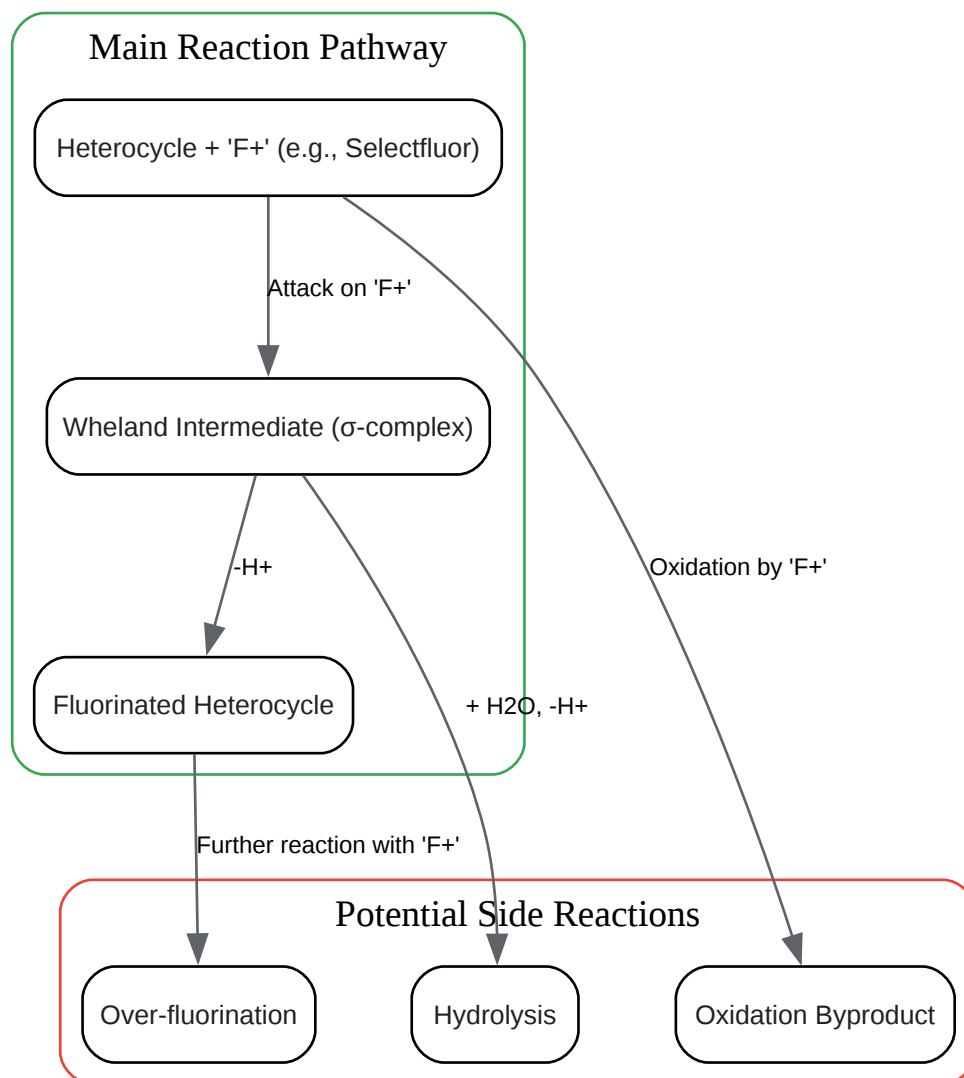 Main Reaction Pathway
Heterocycle + 'F+' (e.g., Selectfluor)
Attack on 'F+'
Wheland Intermediate (σ-complex)
-H+
Oxidation by 'F+'
Fluorinated Heterocycle
+ H2O, -H+
Further reaction with 'F+'
Potential Side Reactions
Over-fluorination
Hydrolysis
Oxidation Byproduct